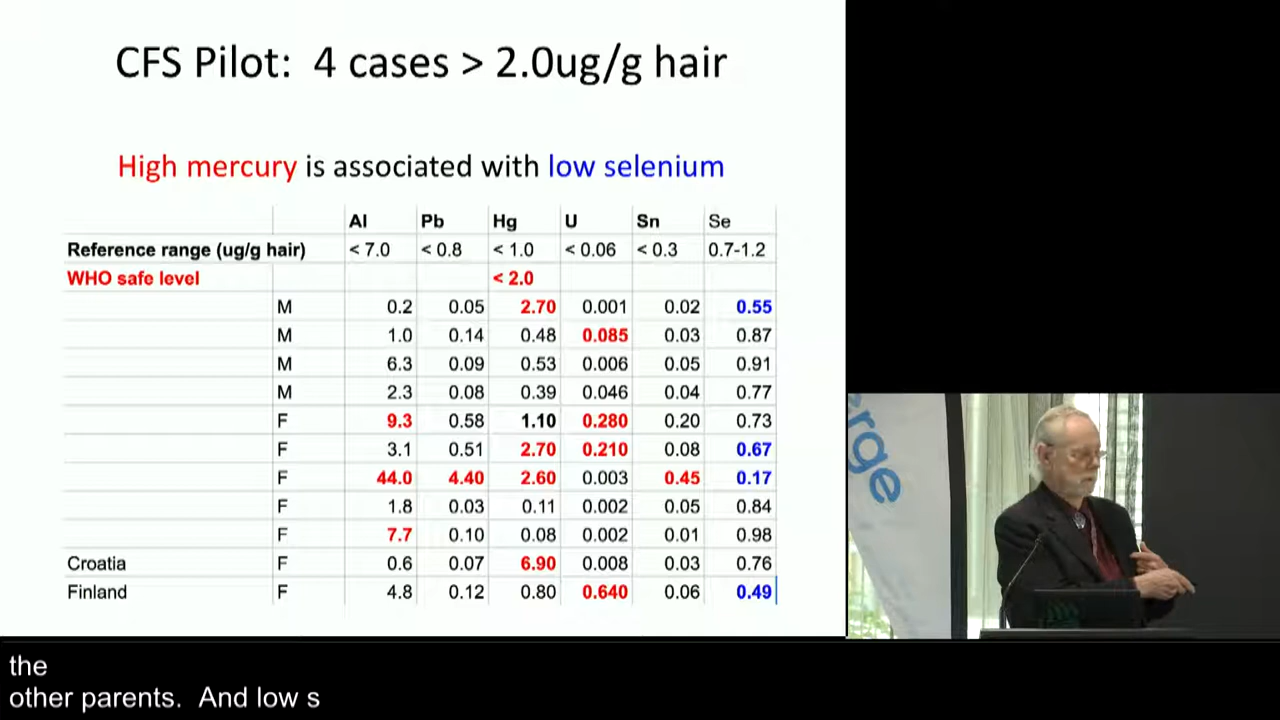 CFS Pilot: 4 cases > 2.0ug/g hair
High mercury is associated with low selenium
Al Pb Hg U Sn Se
Reference range (ug/g hair) < 7.0 < 0.8 < 1.0 < 0.06 < 0.3 0.7-1.2
WHO safe level < 2.0
M 0.2 0.05 2.70 0.001 0.02 0.55
M 1.0 0.14 0.48 0.085 0.03 0.87
M 6.3 0.09 0.53 0.006 0.05 0.91
M 2.3 0.08 0.39 0.046 0.04 0.77
F 9.3 0.58 1.10 0.280 0.20 0.73
F 3.1 0.51 2.70 0.210 0.08 0.67
F 44.0 4.40 2.60 0.003 0.45 0.17
F 1.8 0.03 0.11 0.002 0.05 0.84
F 7.7 0.10 0.08 0.002 0.01 0.98
Croatia F 0.6 0.07 6.90 0.008 0.03 0.76
Finland F 4.8 0.12 0.80 0.640 0.06 0.49
erge
the
other parents. And low s